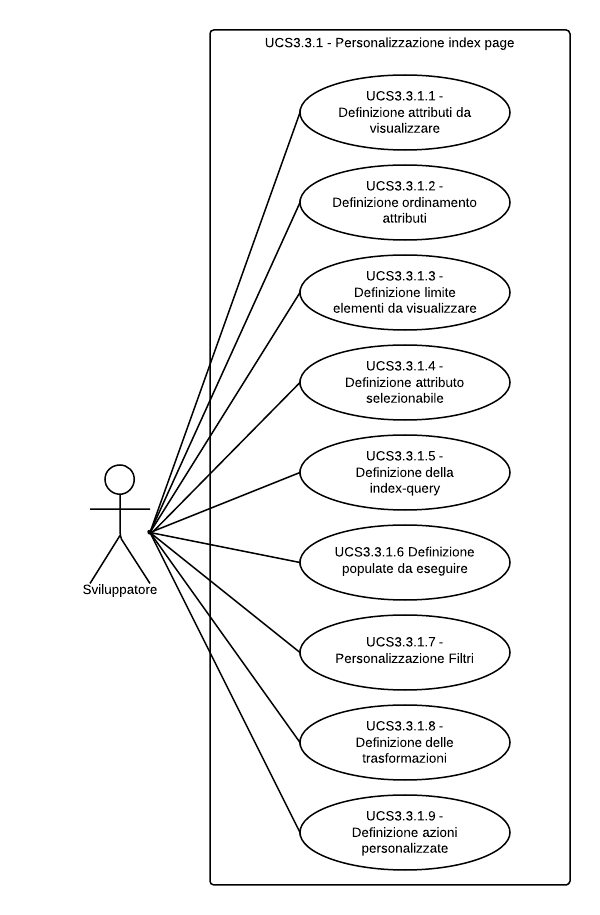 UCS3.3.1 - Personalizzazione index page
UCS3.3.1.1 -
Definizione attributi da
visualizzare
UCS3.3.1.2 -
Definizione ordinamento
attributi
UCS3.3.1.3 -
Definizione limite
elementi da visualizzare
UCS3.3.1.4 -
Definizione attributo
selezionabile
UCS3.3.1.5 -
Definizione della
index-query
UCS3.3.1.6 Definizione
populate da eseguire
Sviluppatore
UCS3.3.1.7 -
Personalizzazione Filtri
UCS3.3.1.8 -
Definizione delle
trasformazioni
UCS3.3.1.9 -
Definizione azioni
personalizzate